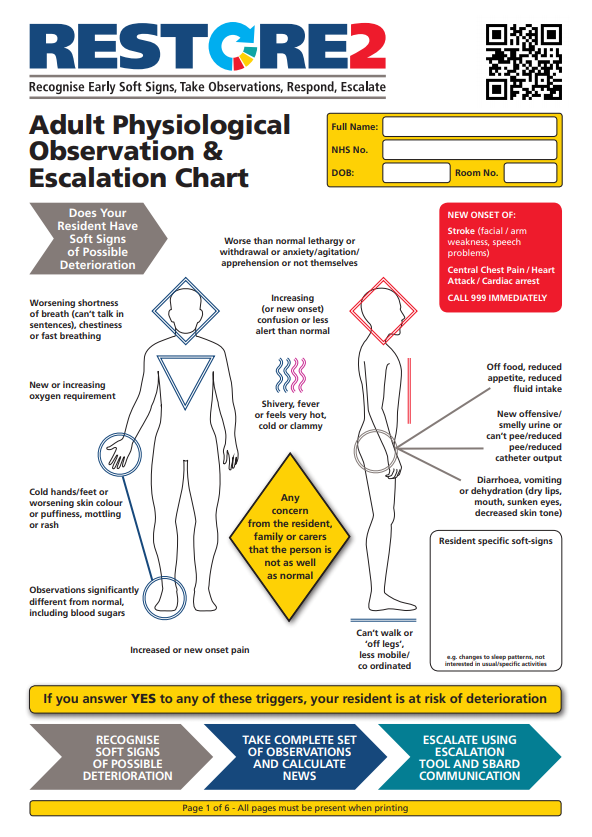 RESTORE2
Recognise Early Soft Signs, Take Observations, Respond, Escalate
Adult Physiological
Observation &
Escalation Chart
Full Name:
NHS No.
DOB:
Room No.
Does Your
Resident Have
Soft Signs
of Possible
Deterioration
Worse than normal lethargy or
withdrawal or anxiety/agitation/
apprehension or not themselves
NEW ONSET OF:
Stroke (facial / arm
weakness, speech
problems)
Central Chest Pain / Heart
Attack / Cardiac arrest
CALL 999 IMMEDIATELY
Worsening shortness
of breath (can't talk in
sentences), chestiness
or fast breathing
Increasing
(or new onset)
confusion or less
alert than normal
New or increasing
oxygen requirement
Shivery, fever
or feels very hot,
cold or clammy
Off food, reduced
appetite, reduced
fluid intake
New offensive/
smelly urine or
can't pee/reduced
pee/reduced
catheter output
Diarrhoea, vomiting
or dehydration (dry lips,
mouth, sunken eyes,
decreased skin tone)
Cold hands/feet or
worsening skin colour
or puffiness, mottling
or rash
Any
concern
from the resident,
family or carers
that the person is
not as well
as normal
Resident specific soft-signs
e.g. changes to sleep patterns, not
interested in usual/specific activities
Observations significantly
different from normal,
including blood sugars
Increased or new onset pain
Can't walk or
'off legs',
less mobile/
co ordinated
If you answer YES to any of these triggers, your resident is at risk of deterioration
RECOGNISE
SOFT SIGNS
OF POSSIBLE
DETERIORATION
TAKE COMPLETE SET
OF OBSERVATIONS
AND CALCULATE
NEWS
ESCALATE USING
ESCALATION
TOOL AND SBARD
COMMUNICATION
Page 1 of 6 - All pages must be present when printing